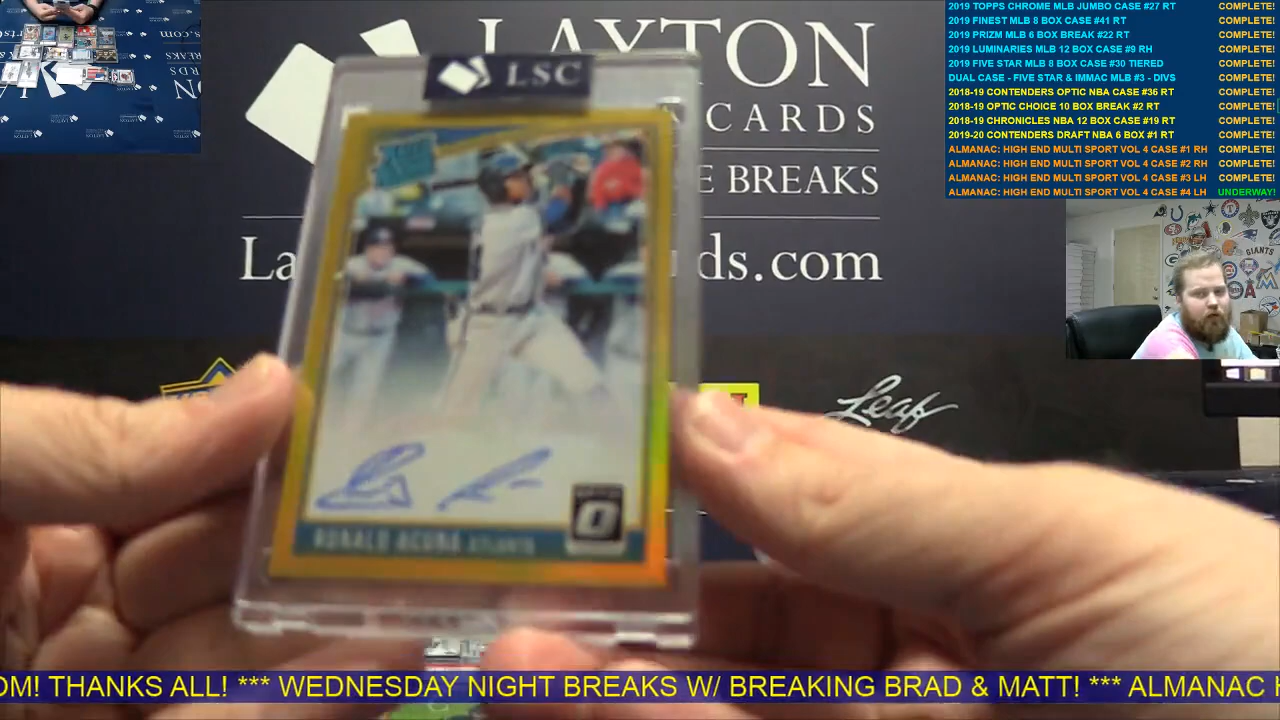 2019 TOPPS CHROME MLB JUMBO CASE #27 RT COMPLETE!
2019 FINEST MLB 8 BOX CASE #41 RT COMPLETE!
2019 PRIZM MLB 6 BOX BREAK #22 RT COMPLETE!
2019 LUMINARIES MLB 12 BOX CASE #9 RH COMPLETE!
2019 FIVE STAR MLB 8 BOX CASE #30 TIERED COMPLETE!
DUAL CASE - FIVE STAR & IMMAC MLB #3 - DIVS COMPLETE!
2018-19 CONTENDERS OPTIC NBA CASE #36 RT COMPLETE!
2018-19 OPTIC CHOICE 10 BOX BREAK #2 RT COMPLETE!
2018-19 CHRONICLES NBA 12 BOX CASE #19 RT COMPLETE!
2019-20 CONTENDERS DRAFT NBA 6 BOX #1 RT COMPLETE!
ALMANAC: HIGH END MULTI SPORT VOL 4 CASE #1 RH COMPLETE!
ALMANAC: HIGH END MULTI SPORT VOL 4 CASE #2 RH COMPLETE!
ALMANAC: HIGH END MULTI SPORT VOL 4 CASE #3 LH COMPLETE!
ALMANAC: HIGH END MULTI SPORT VOL 4 CASE #4 LH UNDERWAY!
LAYTON
CARDS
BREAKS
La ds.com
LSC
RONALD ACUNA ATLANTA
Leaf
GIANTS
OM! THANKS ALL! *** WEDNESDAY NIGHT BREAKS W/ BREAKING BRAD & MATT! *** ALMANAC